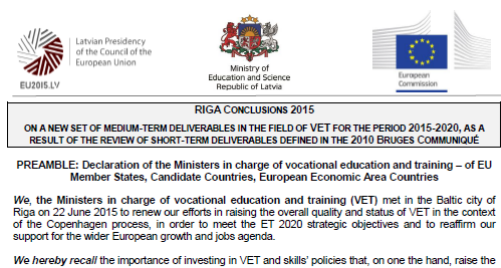 Latvian Presidency
of the Council of the
European Union
EU2015.LV
Ministry of
Education and Science
Republic of Latvia
European
Commission
RIGA CONCLUSIONS 2015
ON A NEW SET OF MEDIUM-TERM DELIVERABLES IN THE FIELD OF VET FOR THE PERIOD 2015-2020, AS A
RESULT OF THE REVIEW OF SHORT-TERM DELIVERABLES DEFINED IN THE 2010 BRUGES COMMUNIQUÉ
PREAMBLE: Declaration of the Ministers in charge of vocational education and training – of EU
Member States, Candidate Countries, European Economic Area Countries
We, the Ministers in charge of vocational education and training (VET) met in the Baltic city of
Riga on 22 June 2015 to renew our efforts in raising the overall quality and status of VET in the context
of the Copenhagen process, in order to meet the ET 2020 strategic objectives and to reaffirm our
support for the wider European growth and jobs agenda.
We hereby recall the importance of investing in VET and skills' policies that, on one hand, raise the